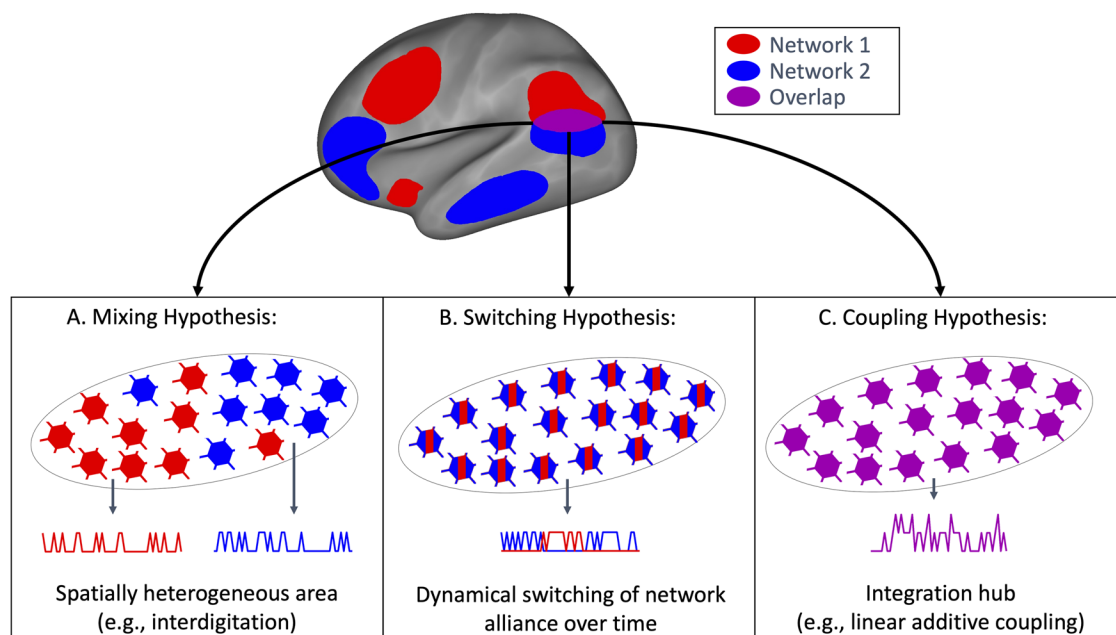 Network 1
Network 2
Overlap
A. Mixing Hypothesis:
B. Switching Hypothesis:
C. Coupling Hypothesis:
Spatially heterogeneous area
(e.g., interdigitation)
Dynamical switching of network
alliance over time
Integration hub
(e.g., linear additive coupling)